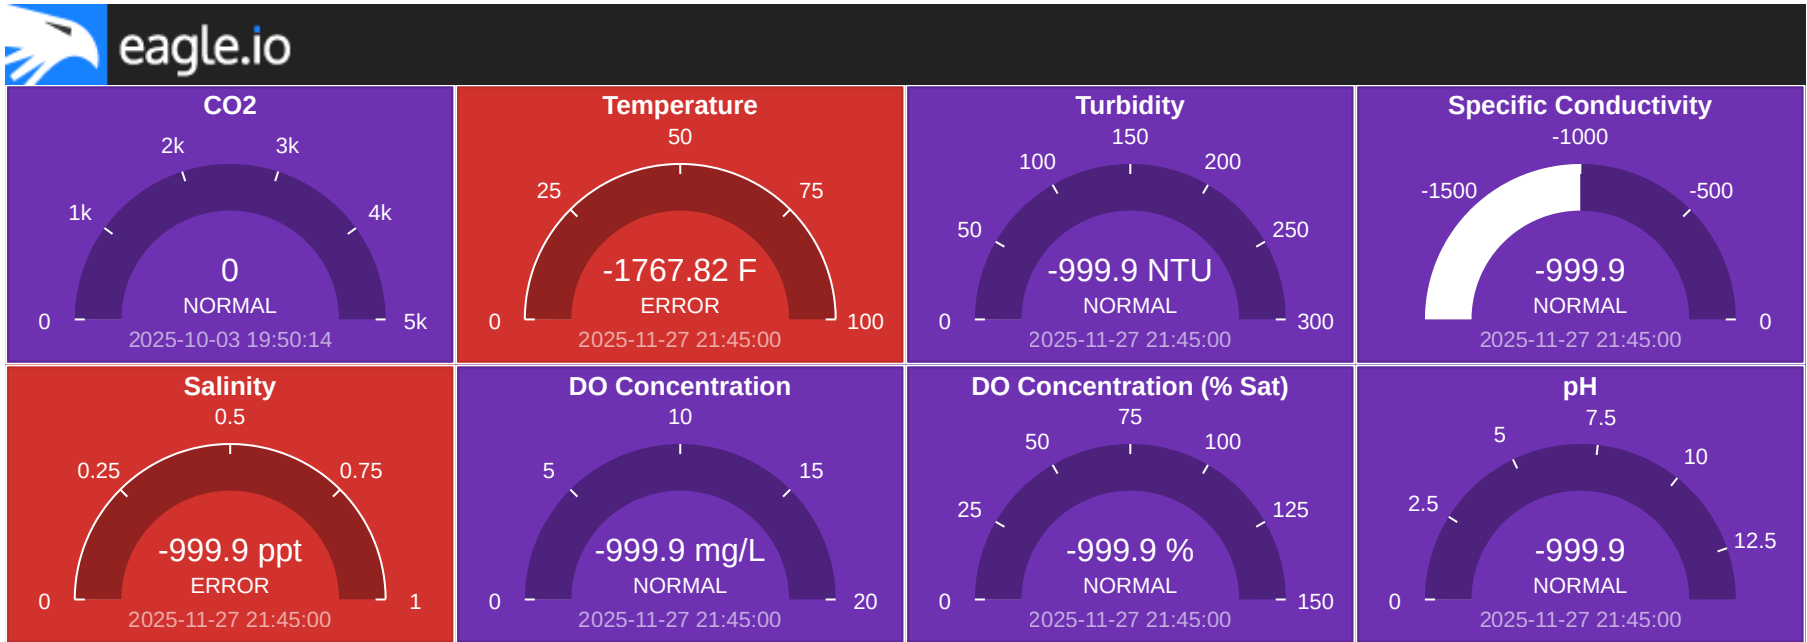 eagle.io
CO2
2k
3k
1k
4k
0
NORMAL
0
5k
2025-10-03 19:50:14
Temperature
50
25
75
-1767.82 F
ERROR
0
100
2025-11-27 21:45:00
Turbidity
150
100
200
50
250
-999.9 NTU
NORMAL
0
300
2025-11-27 21:45:00
Specific Conductivity
-1000
-1500
-500
-999.9
NORMAL
0
2025-11-27 21:45:00
Salinity
0.5
0.25
0.75
-999.9 ppt
ERROR
0
1
2025-11-27 21:45:00
DO Concentration
10
5
15
-999.9 mg/L
NORMAL
0
20
2025-11-27 21:45:00
DO Concentration (% Sat)
75
50
100
25
125
-999.9 %
NORMAL
0
150
2025-11-27 21:45:00
pH
7.5
5
10
2.5
12.5
-999.9
NORMAL
0
2025-11-27 21:45:00